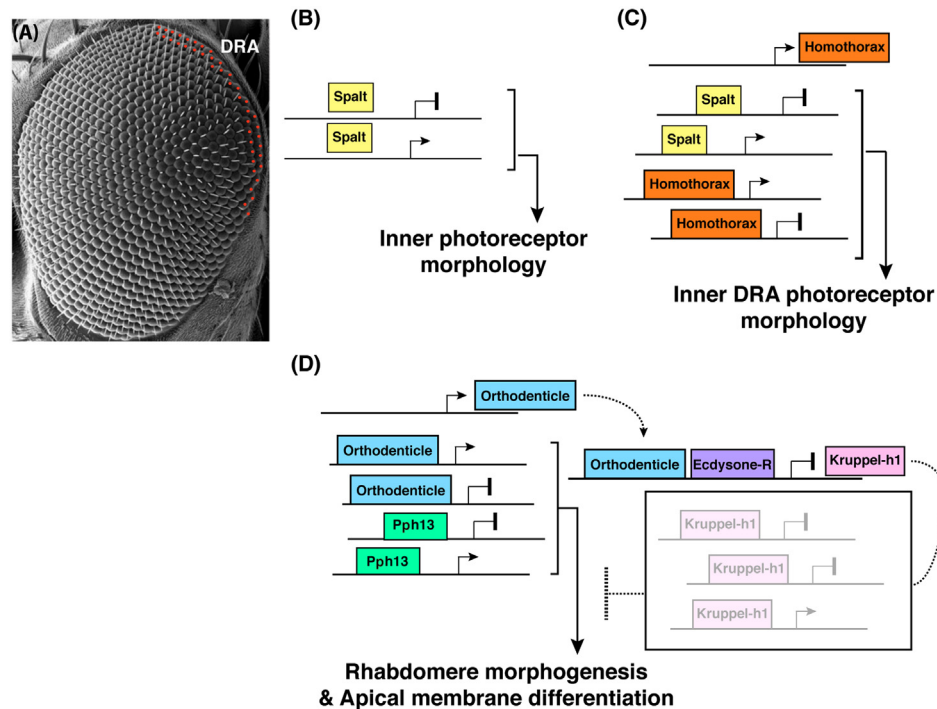 (A)
DRA
(B)
Spalt
Spalt
Inner photoreceptor
morphology
(C)
Homothorax
Spalt
Spalt
Homothorax
Homothorax
Inner DRA photoreceptor
morphology
(D)
Orthodenticle
Orthodenticle
Orthodenticle
Pph13
Pph13
Rhabdomere morphogenesis
& Apical membrane differentiation
Orthodenticle Ecdysone-R Kruppel-h1
Kruppel-h1
Kruppel-h1
Kruppel-h1